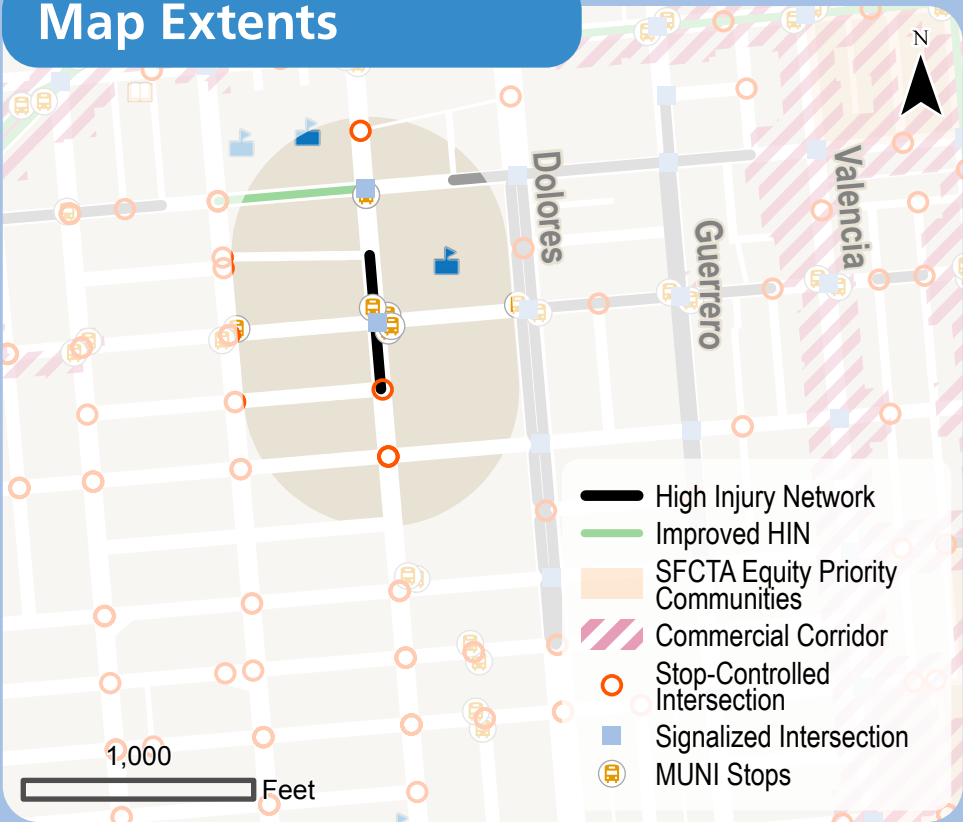 Map Extents
N
Dolores
Guerrero
Valencia
High Injury Network
Improved HIN
SFCTA Equity Priority
Communities
Commercial Corridor
Stop-Controlled
Intersection
Signalized Intersection
MUNI Stops
1,000
Feet